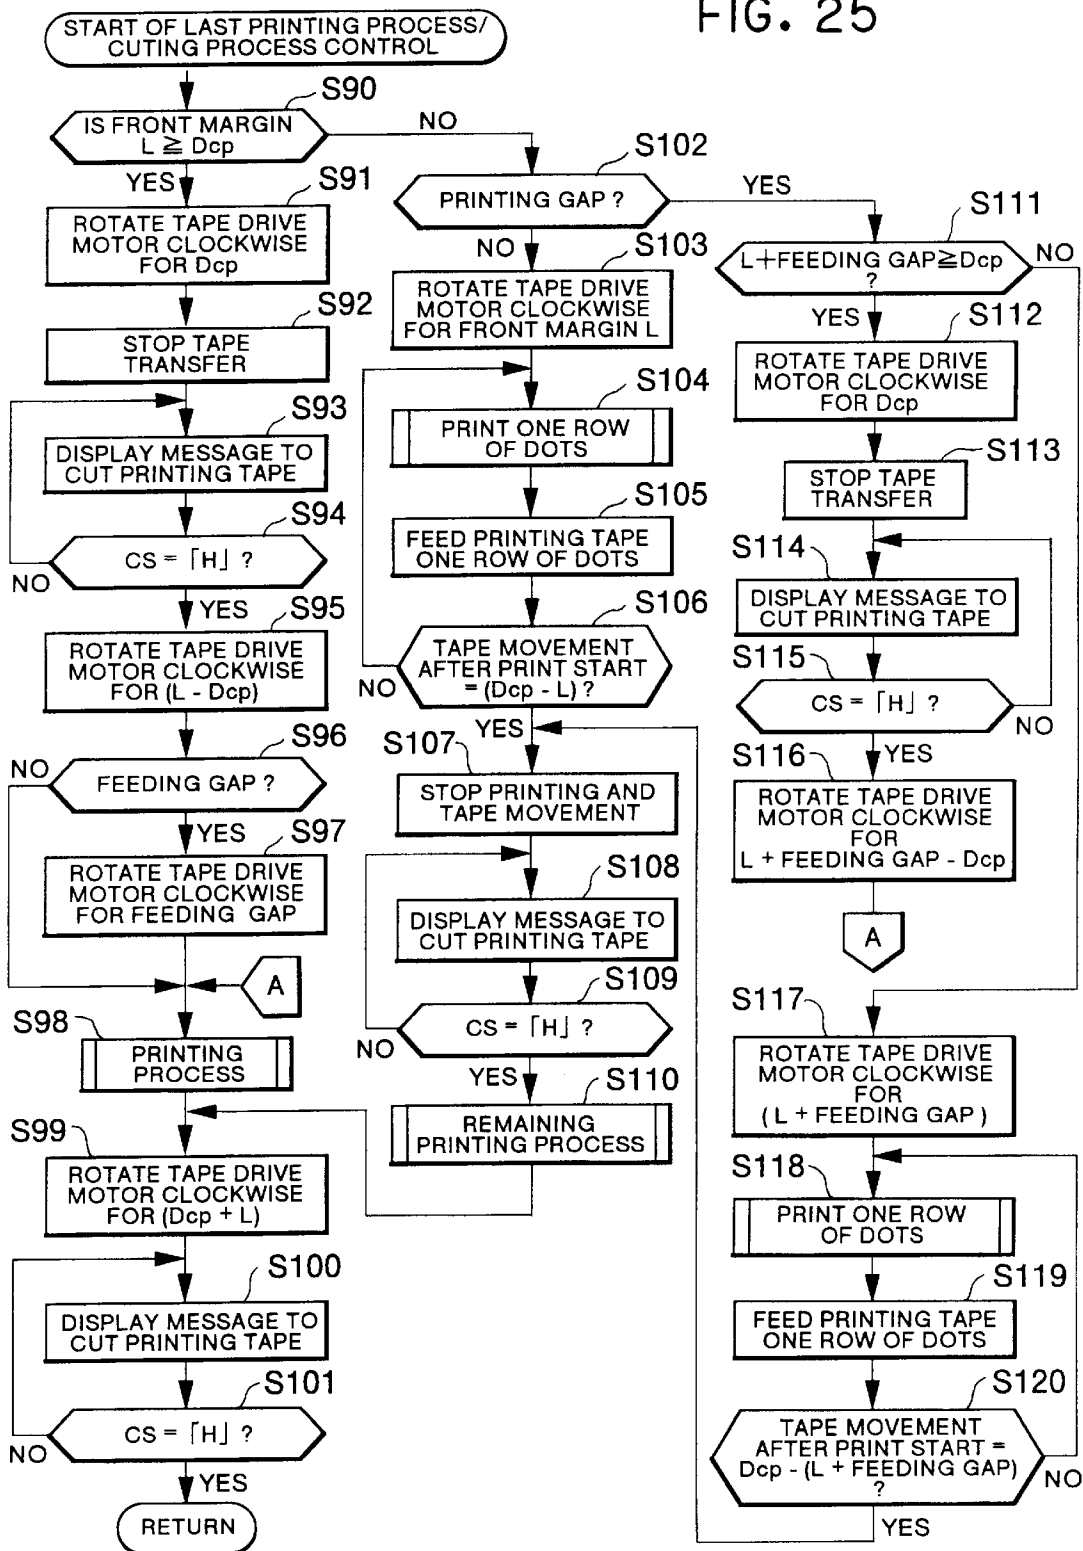 FIG. 25
START OF LAST PRINTING PROCESS/
CUTING PROCESS CONTROL
S90
IS FRONT MARGIN
L ≧ Dcp
NO
YES
S91
ROTATE TAPE DRIVE
MOTOR CLOCKWISE
FOR Dcp
S92
STOP TAPE
TRANSFER
S93
DISPLAY MESSAGE TO
CUT PRINTING TAPE
S94
CS = ⌈H⌋ ?
NO
YES
S95
ROTATE TAPE DRIVE
MOTOR CLOCKWISE
FOR (L - Dcp)
S96
NO
FEEDING GAP ?
YES
S97
ROTATE TAPE DRIVE
MOTOR CLOCKWISE
FOR FEEDING GAP
A
S98
PRINTING
PROCESS
S99
ROTATE TAPE DRIVE
MOTOR CLOCKWISE
FOR (Dcp + L)
S100
DISPLAY MESSAGE TO
CUT PRINTING TAPE
S101
CS = ⌈H⌋ ?
NO
YES
RETURN
S102
PRINTING GAP ?
YES
NO
S103
ROTATE TAPE DRIVE
MOTOR CLOCKWISE
FOR FRONT MARGIN L
S104
PRINT ONE ROW
OF DOTS
S105
FEED PRINTING TAPE
ONE ROW OF DOTS
S106
TAPE MOVEMENT
AFTER PRINT START
= (Dcp - L) ?
NO
YES
S107
STOP PRINTING AND
TAPE MOVEMENT
S108
DISPLAY MESSAGE TO
CUT PRINTING TAPE
S109
CS = ⌈H⌋ ?
NO
YES
S110
REMAINING
PRINTING PROCESS
S111
L+FEEDING GAP≧Dcp
?
NO
YES
S112
ROTATE TAPE DRIVE
MOTOR CLOCKWISE
FOR Dcp
S113
STOP TAPE
TRANSFER
S114
DISPLAY MESSAGE TO
CUT PRINTING TAPE
S115
CS = ⌈H⌋ ?
NO
YES
S116
ROTATE TAPE DRIVE
MOTOR CLOCKWISE
FOR
L + FEEDING GAP - Dcp
A
S117
ROTATE TAPE DRIVE
MOTOR CLOCKWISE
FOR
(L + FEEDING GAP)
S118
PRINT ONE ROW
OF DOTS
S119
FEED PRINTING TAPE
ONE ROW OF DOTS
S120
TAPE MOVEMENT
AFTER PRINT START =
Dcp - (L + FEEDING GAP)
?
NO
YES